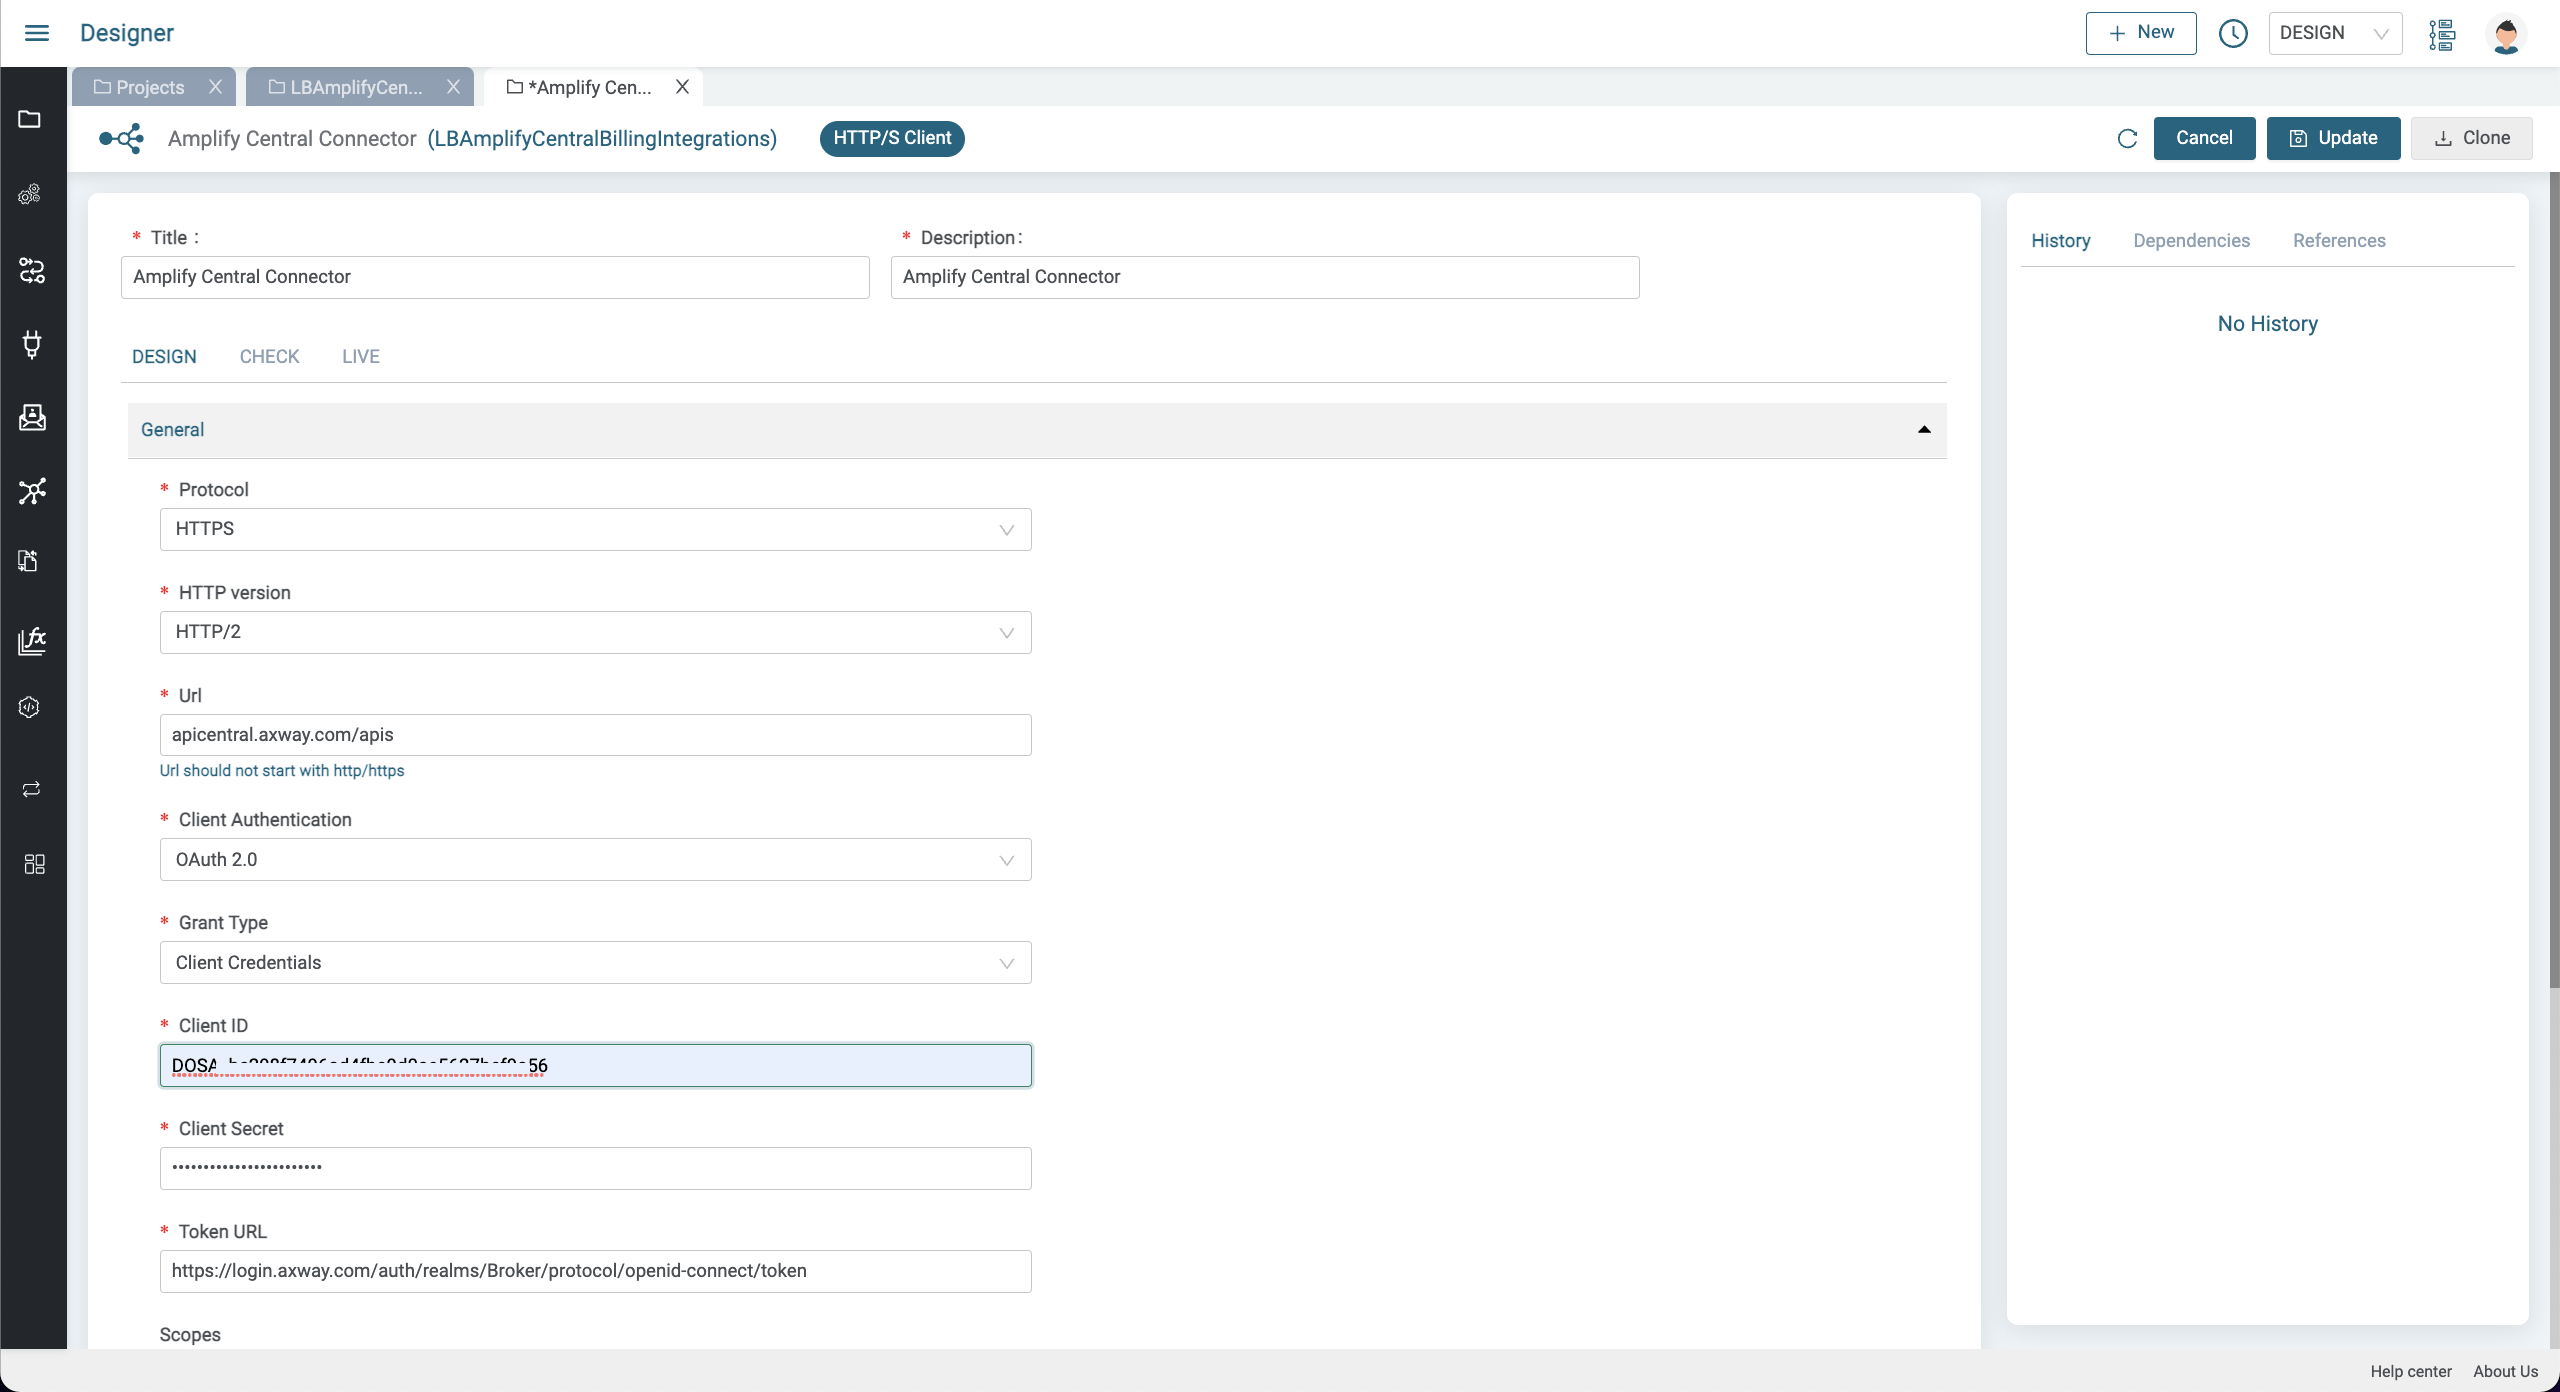 Designer
New
DESIGN
Projects
LBAmplifyCen...
*Amplify Cen...
Amplify Central Connector (LBAmplifyCentralBillingIntegrations)
HTTP/S Client
Cancel
Update
Clone
* Title :
* Description:
Amplify Central Connector
Amplify Central Connector
DESIGN CHECK LIVE
General
* Protocol
HTTPS
* HTTP version
HTTP/2
* Url
apicentral.axway.com/apis
Url should not start with http/https
* Client Authentication
OAuth 2.0
* Grant Type
Client Credentials
* Client ID
DOSA 56
* Client Secret
••••••••••••••••••••••••
* Token URL
https://login.axway.com/auth/realms/Broker/protocol/openid-connect/token
Scopes
History Dependencies References
No History
Help center About Us